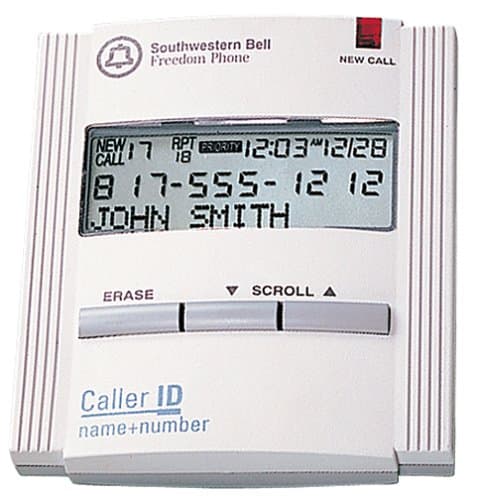 Southwestern Bell
Freedom Phone
NEW CALL
NEW CALL 17 RPT 18 PRIORITY 12:03 AM 12/28
817-555-1212
JOHN SMITH
ERASE ▼ SCROLL ▲
Caller ID
name+number